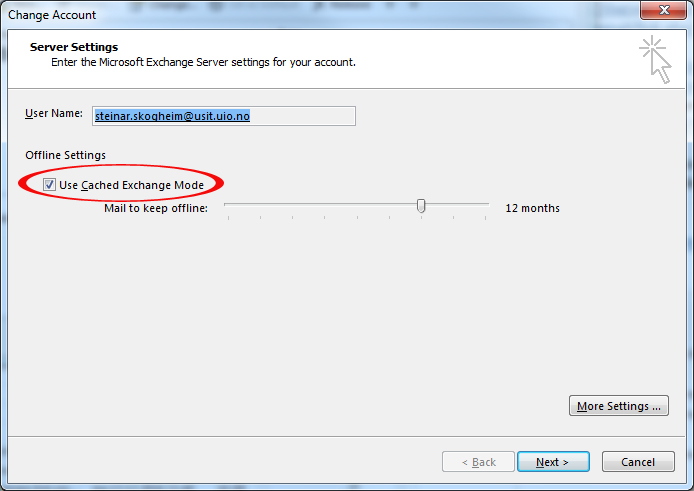 Change Account
Server Settings
Enter the Microsoft Exchange Server settings for your account.
User Name: steinar.skogheim@usit.uio.no
Offline Settings
Use Cached Exchange Mode
Mail to keep offline: 12 months
More Settings ...
< Back Next > Cancel